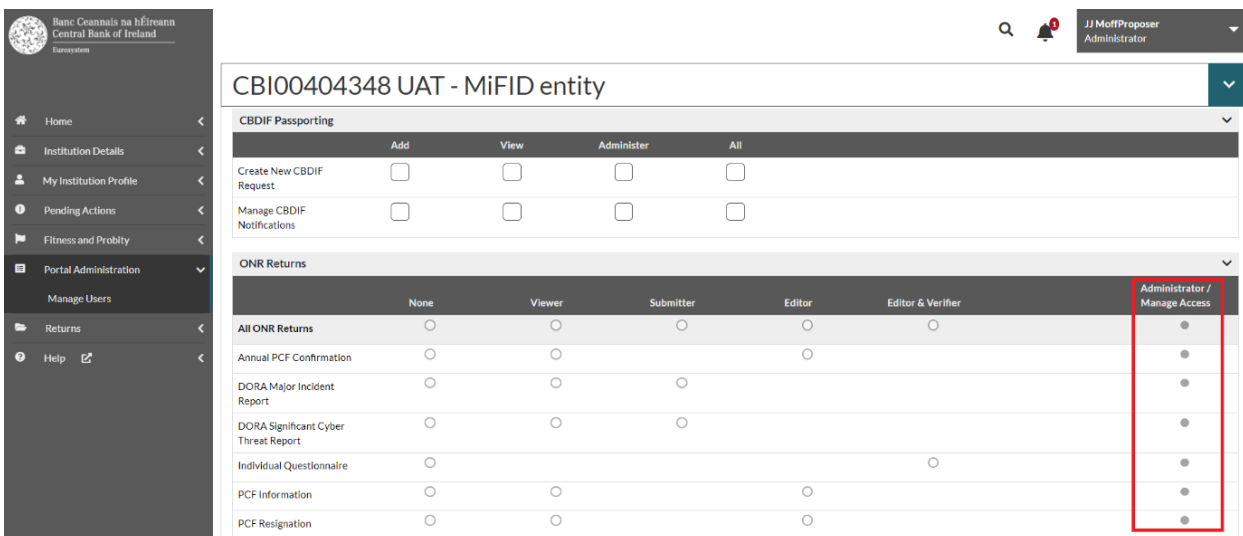 Banc Ceannais na hÉireann
Central Bank of Ireland
Eurosystem
1
JJ MoffProposer
Administrator
CBI00404348 UAT - MiFID entity
Home
Institution Details
My Institution Profile
Pending Actions
Fitness and Probity
Portal Administration
Manage Users
Returns
Help
CBDIF Passporting
Add View Administer All
Create New CBDIF
Request
Manage CBDIF
Notifications
ONR Returns
None Viewer Submitter Editor Editor & Verifier Administrator /
Manage Access
All ONR Returns
Annual PCF Confirmation
DORA Major Incident
Report
DORA Significant Cyber
Threat Report
Individual Questionnaire
PCF Information
PCF Resignation